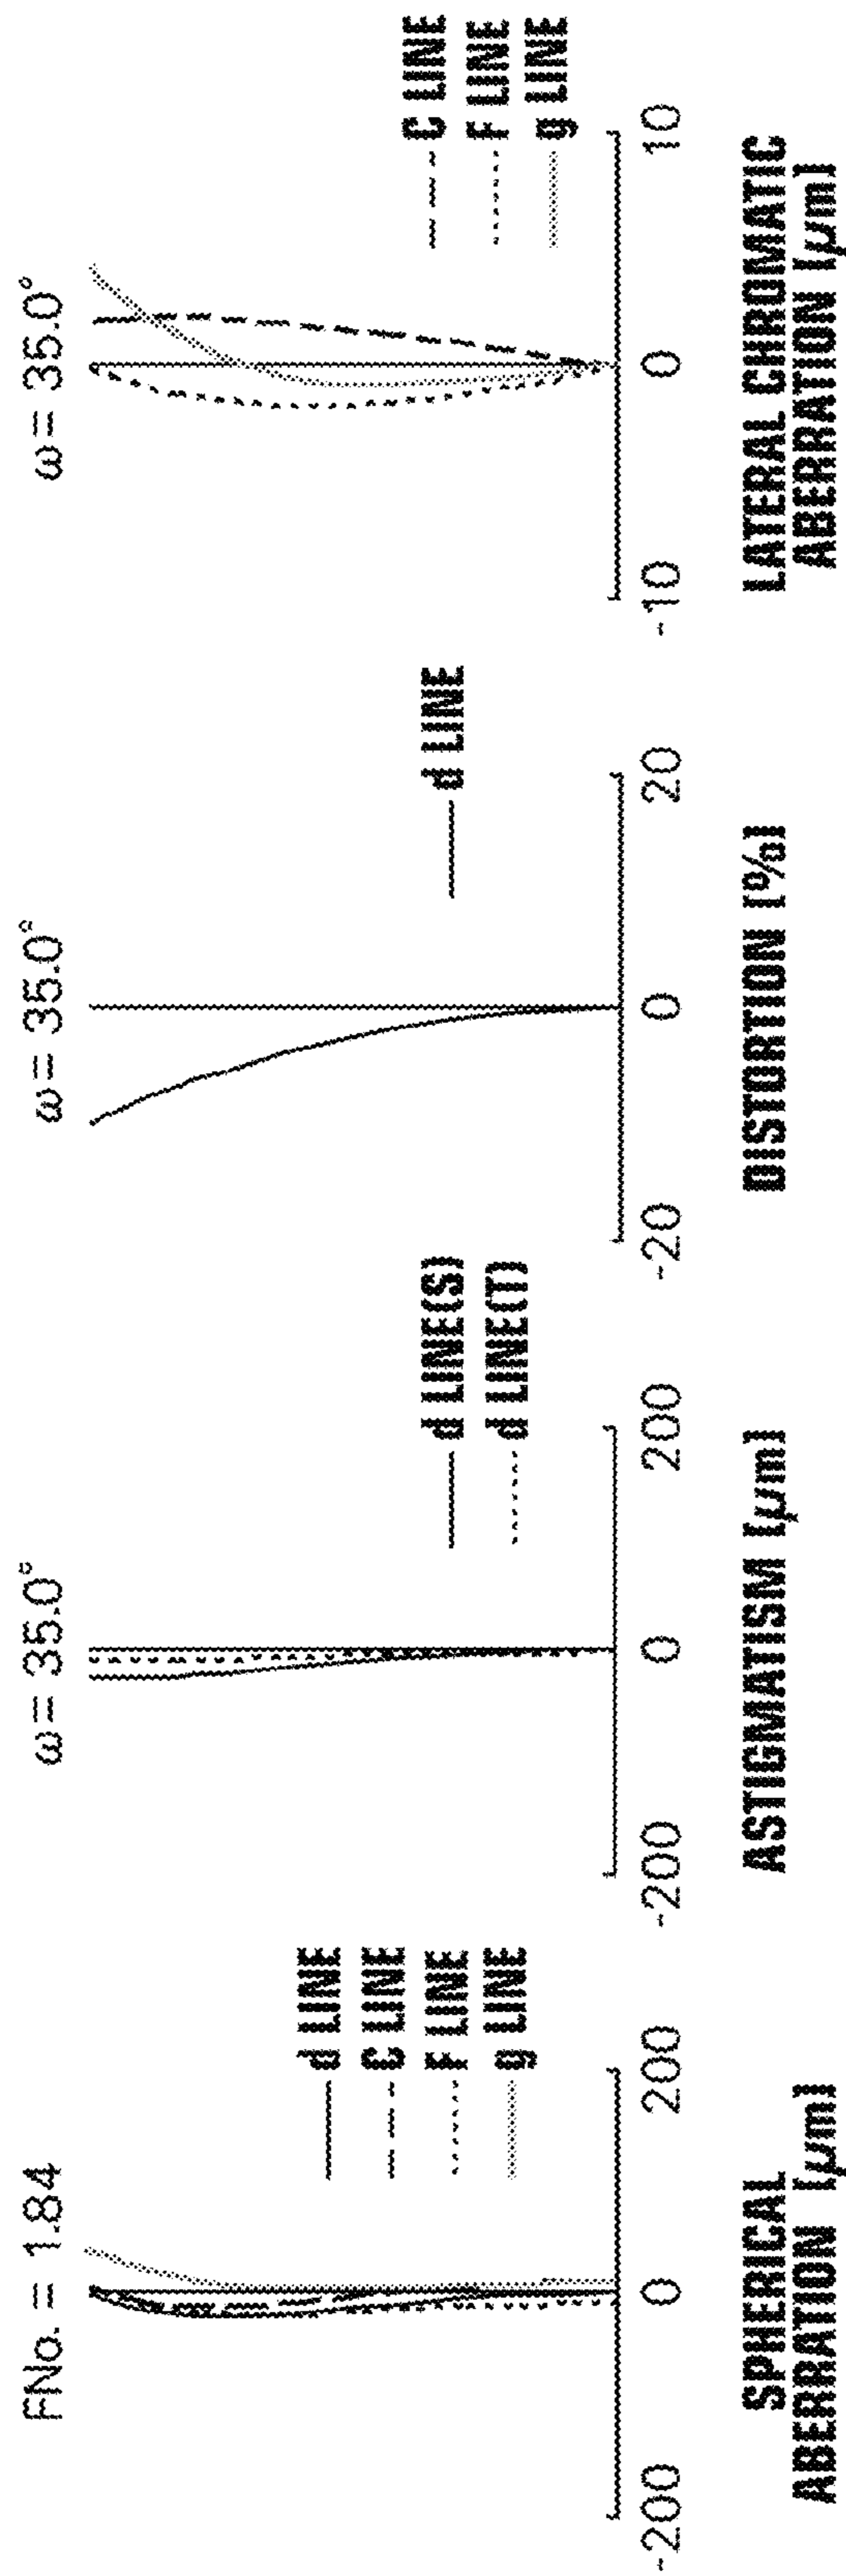 FNo. = 1.84
d LINE
C LINE
F LINE
g LINE
-200 0 200
SPHERICAL
ABERRATION [μm]
ω= 35.0°
d LINE(S)
d LINE(T)
-200 0 200
ASTIGMATISM [μm]
ω= 35.0°
d LINE
-20 0 20
DISTORTION [%]
ω= 35.0°
C LINE
F LINE
g LINE
-10 0 10
LATERAL CHROMATIC
ABERRATION [μm]